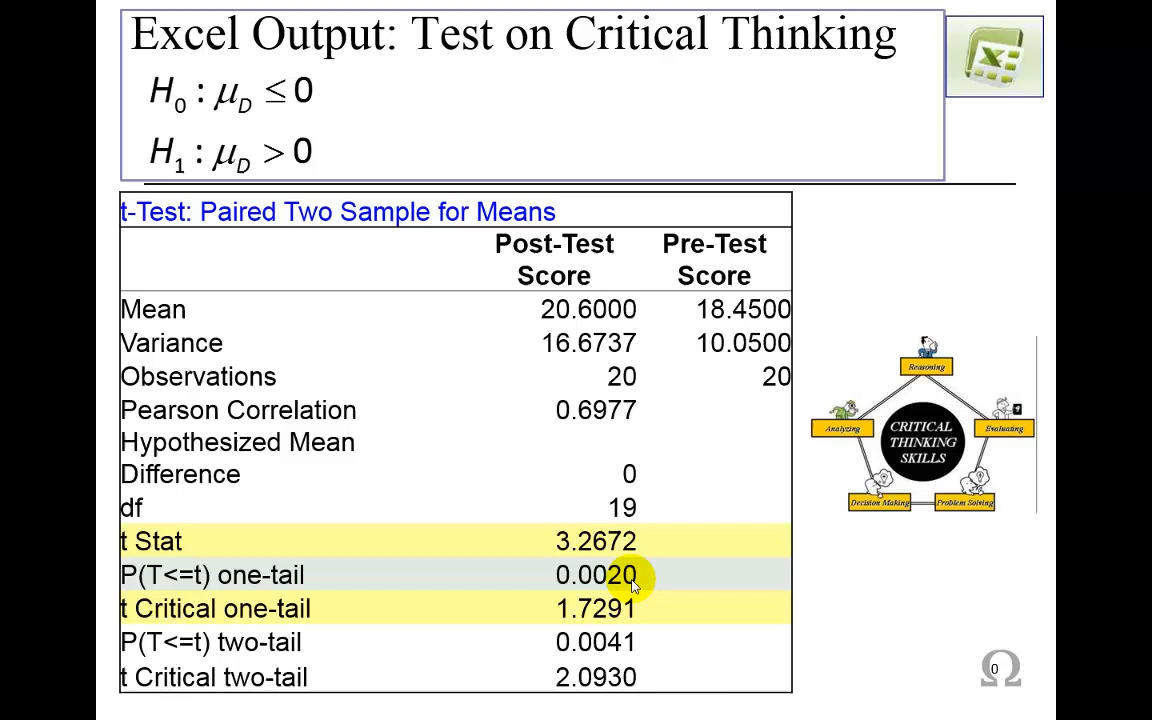 Excel Output: Test on Critical Thinking
H0 : μD ≤ 0
H1 : μD > 0
t-Test: Paired Two Sample for Means
Post-Test Score Pre-Test Score
Mean 20.6000 18.4500
Variance 16.6737 10.0500
Observations 20 20
Pearson Correlation 0.6977
Hypothesized Mean
Difference 0
df 19
t Stat 3.2672
P(T<=t) one-tail 0.0020
t Critical one-tail 1.7291
P(T<=t) two-tail 0.0041
t Critical two-tail 2.0930
Reasoning
Analyzing
Evaluating
CRITICAL
THINKING
SKILLS
Decision Making
Problem Solving
Ω
0